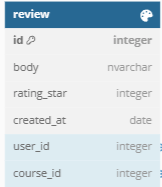 review
id integer
body nvarchar
rating_star integer
created_at date
user_id integer
course_id integer